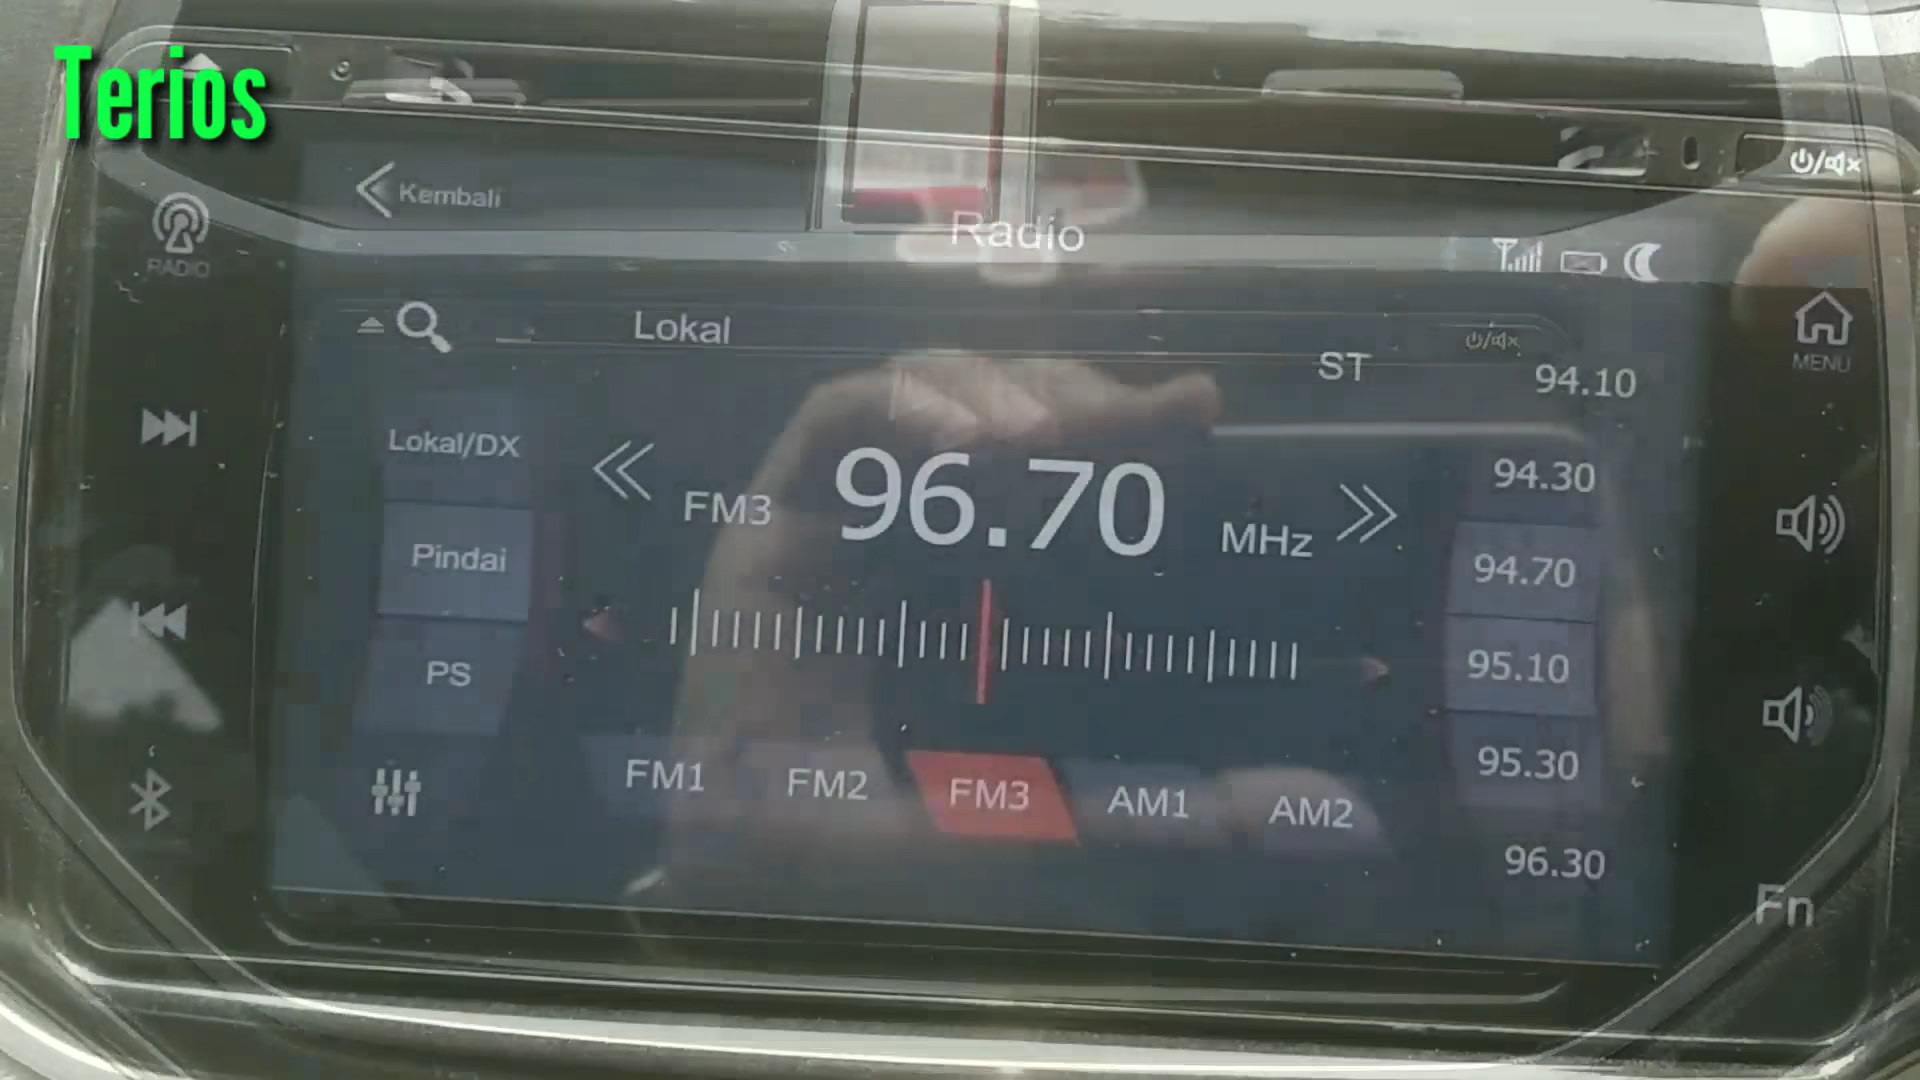 Terios
Kembali
Radio
RADIO
Lokal
ST
MENU
94.10
Lokal/DX
94.30
FM3 96.70 MHz
Pindai
94.70
95.10
PS
95.30
FM1 FM2 FM3 AM1 AM2
96.30
Fn